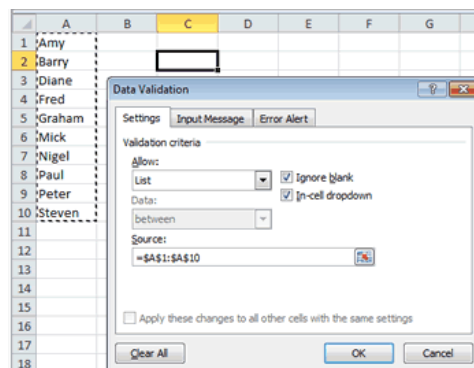 A B C D E F G
1 Amy
2 Barry
3 Diane
4 Fred
5 Graham
6 Mick
7 Nigel
8 Paul
9 Peter
10 Steven
11
12
13
14
15
16
17
18
Data Validation
Settings Input Message Error Alert
Validation criteria
Allow:
List Ignore blank
Data: In-cell dropdown
between
Source:
=$A$1:$A$10
Apply these changes to all other cells with the same settings
Clear All OK Cancel